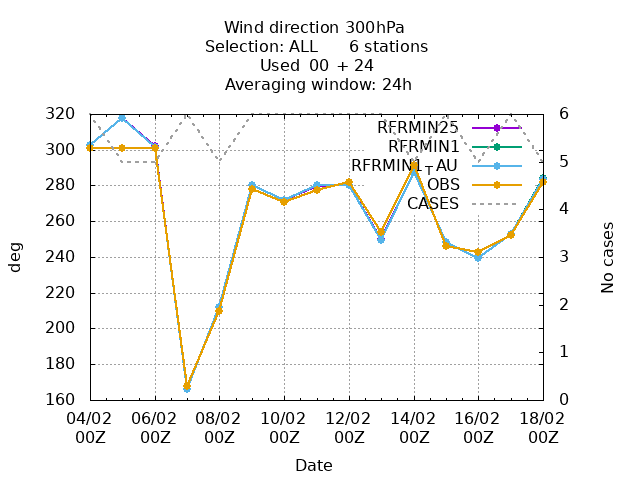 Wind direction 300hPa
Selection: ALL      6 stations
Used  00  + 24
Averaging window: 24h
320
300
280
260
240
220
200
180
160
deg
6
5
4
3
2
1
0
No cases
RFRMIN25
RFRMIN1
RFRMIN1_AU
OBS
CASES
04/02 06/02 08/02 10/02 12/02 14/02 16/02 18/02
00Z 00Z 00Z 00Z 00Z 00Z 00Z 00Z
Date